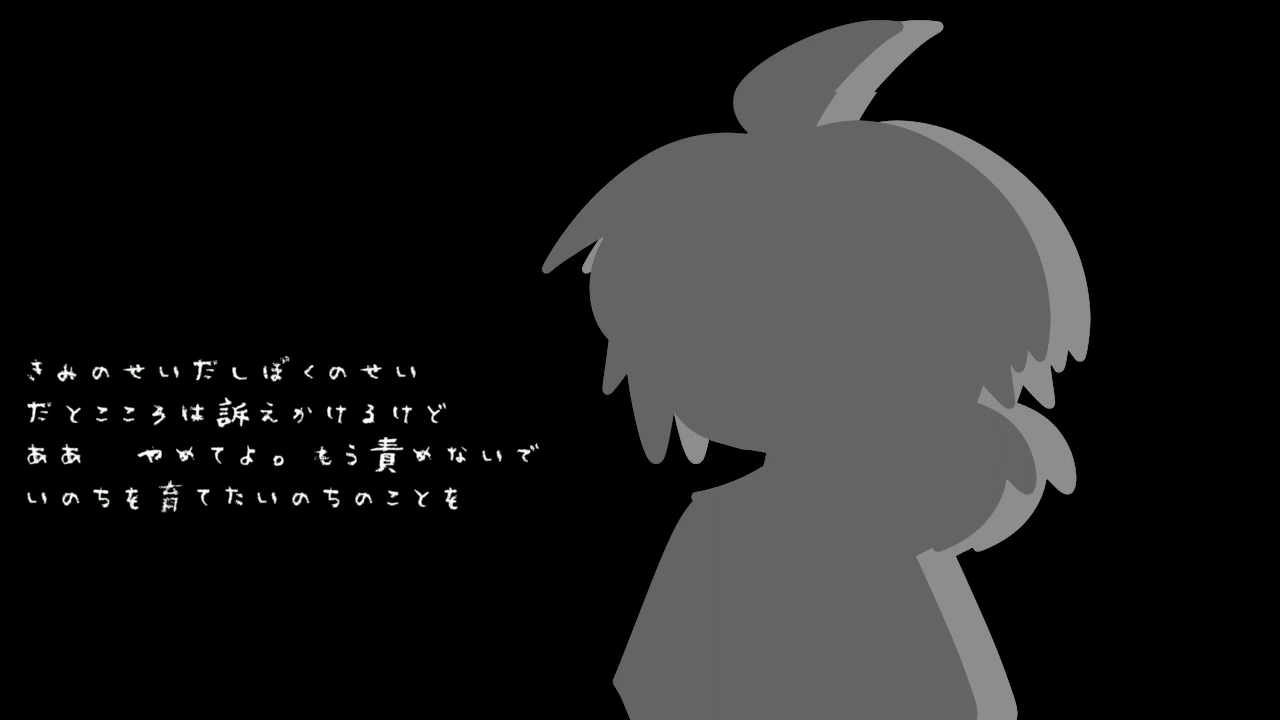 きみのせいだしぼくのせい
だとこころは訴えかけるけど
ああ　やめてよ。もう責めないで
いのちを育てたいのちのことを